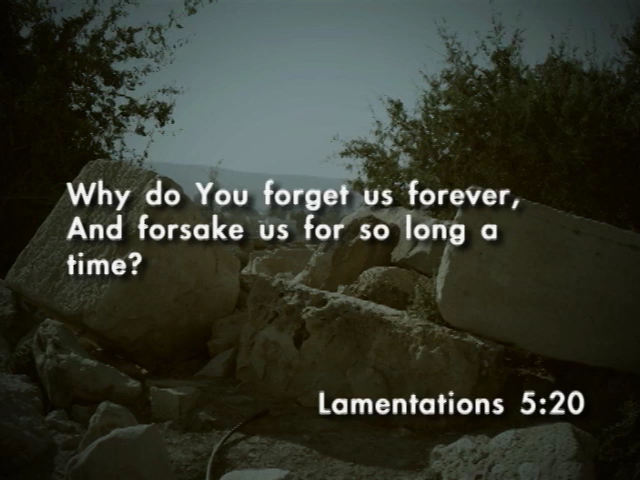 Why do You forget us forever,
And forsake us for so long a
time?
Lamentations 5:20